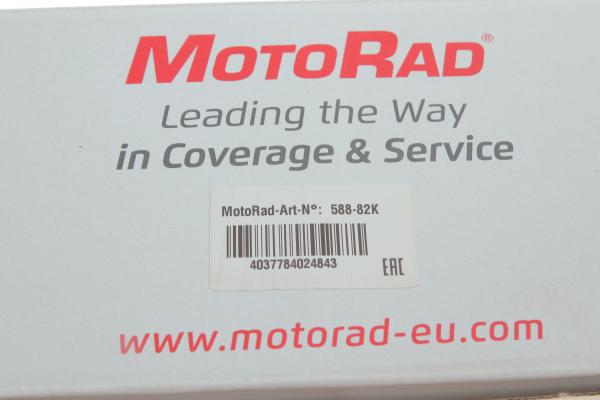 MOTORAD®
Leading the Way
in Coverage & Service
MotoRad-Art-N°: 588-82K
4037784024843
EAC
www.motorad-eu.com